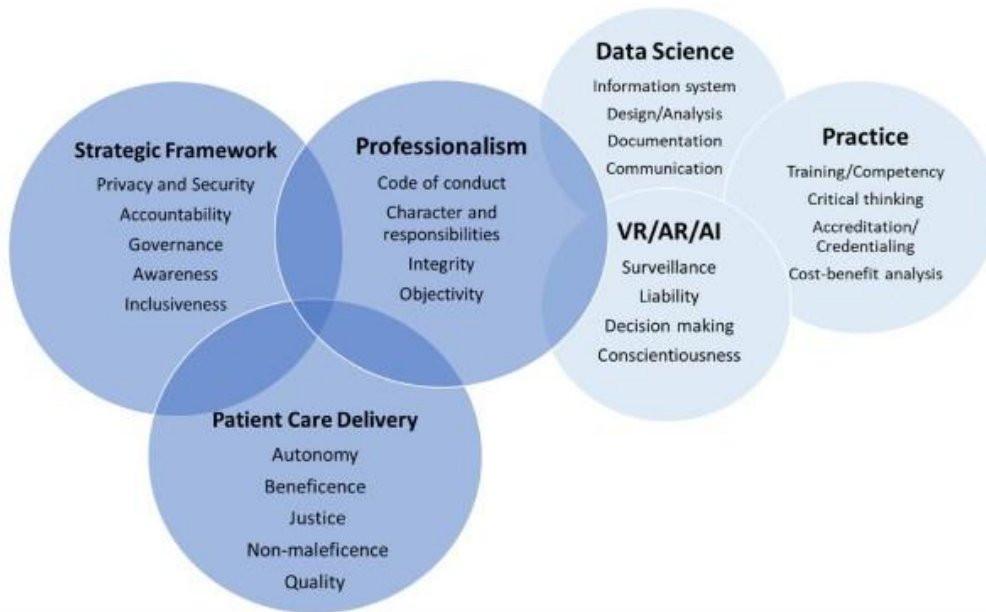 Strategic Framework
Privacy and Security
Accountability
Governance
Awareness
Inclusiveness
Professionalism
Code of conduct
Character and
responsibilities
Integrity
Objectivity
Data Science
Information system
Design/Analysis
Documentation
Communication
Practice
Training/Competency
Critical thinking
Accreditation/
Credentialing
Cost-benefit analysis
VR/AR/AI
Surveillance
Liability
Decision making
Conscientiousness
Patient Care Delivery
Autonomy
Beneficence
Justice
Non-maleficence
Quality